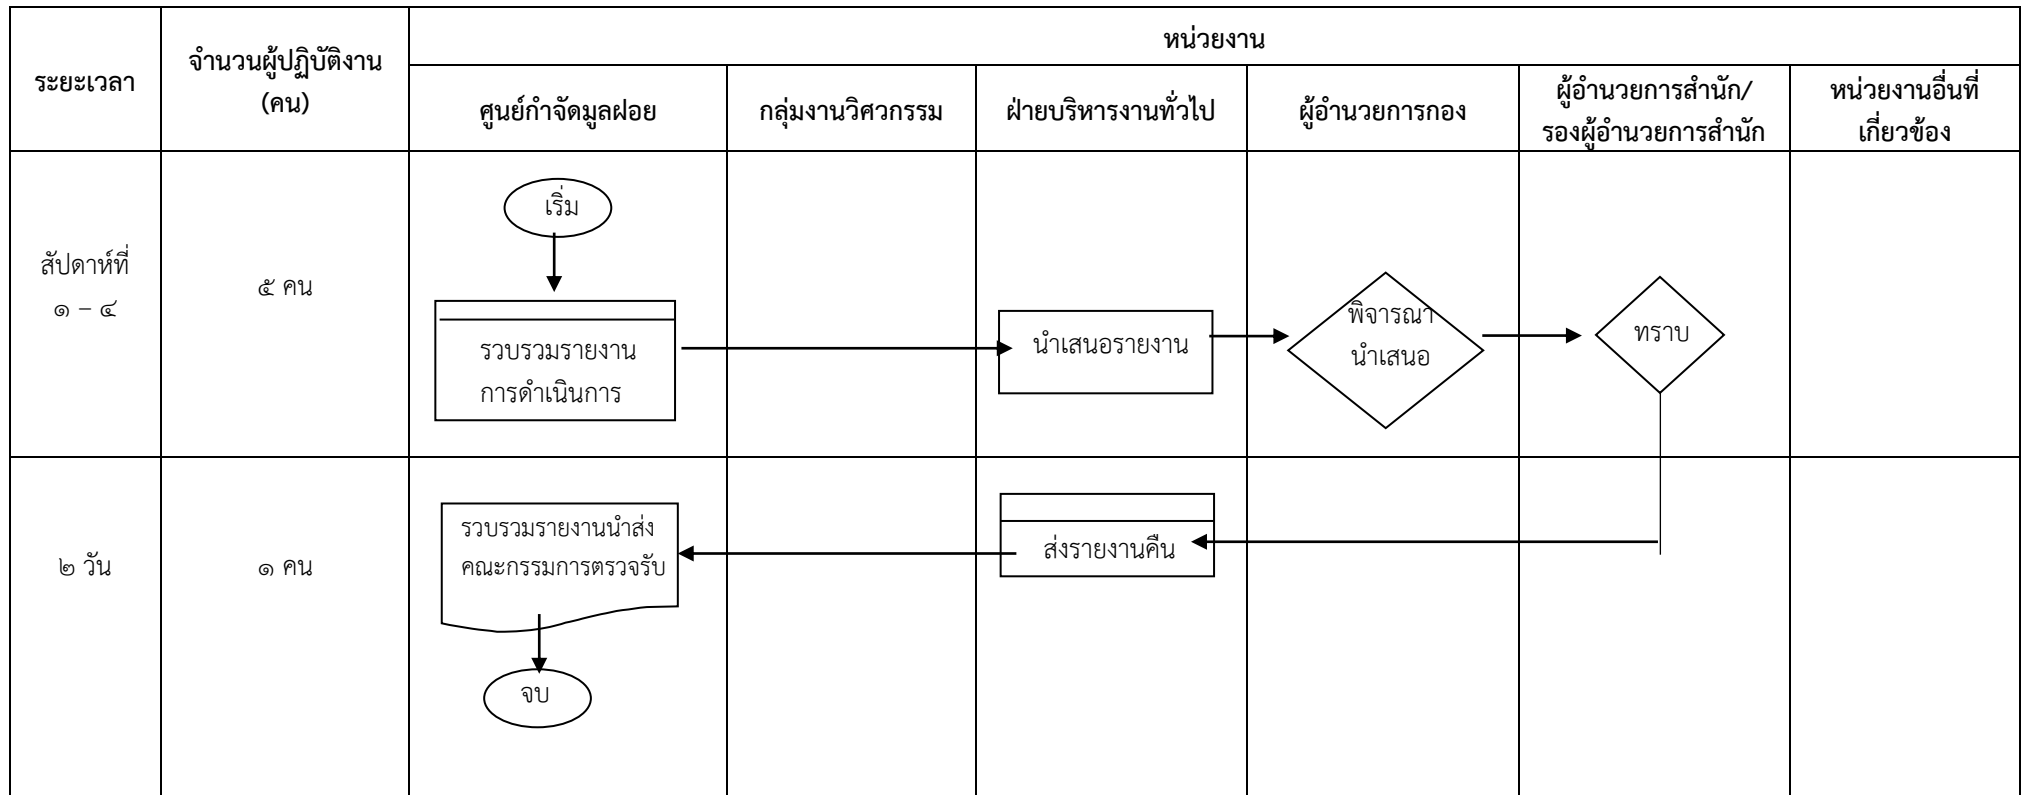 หน่วยงาน
ระยะเวลา
จำนวนผู้ปฏิบัติงาน
(คน)
ศูนย์กำจัดมูลฝอย
กลุ่มงานวิศวกรรม
ฝ่ายบริหารงานทั่วไป
ผู้อำนวยการกอง
ผู้อำนวยการสำนัก/
รองผู้อำนวยการสำนัก
หน่วยงานอื่นที่
เกี่ยวข้อง
สัปดาห์ที่
๑ – ๔
๕ คน
เริ่ม
รวบรวมรายงาน
การดำเนินการ
นำเสนอรายงาน
พิจารณา
นำเสนอ
ทราบ
๒ วัน
๑ คน
รวบรวมรายงานนำส่ง
คณะกรรมการตรวจรับ
ส่งรายงานคืน
จบ